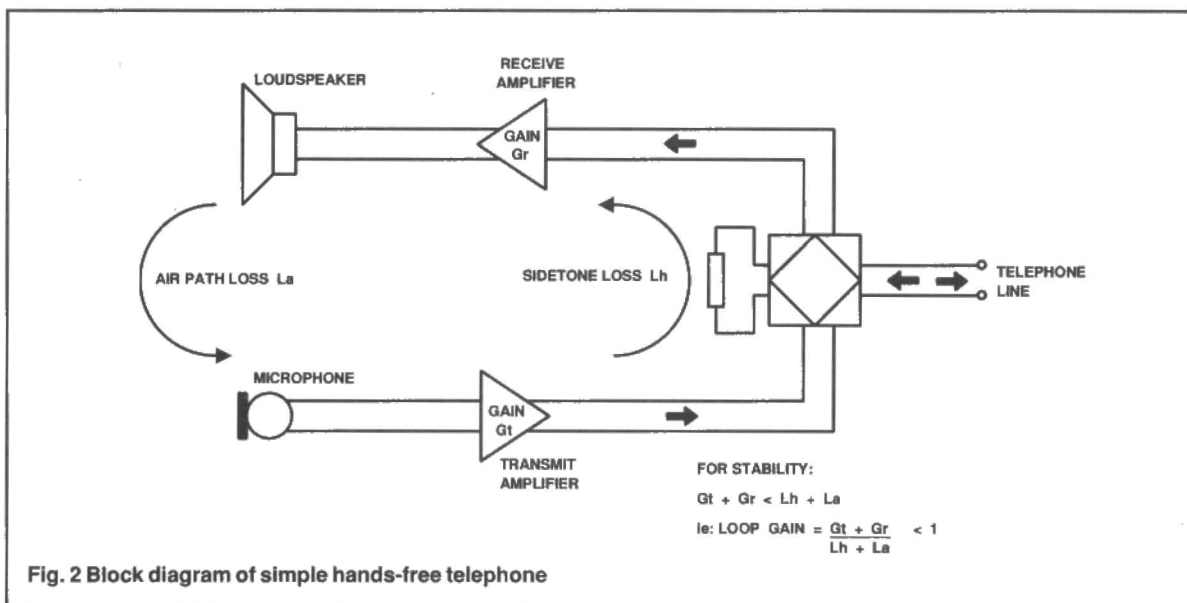 RECEIVE
AMPLIFIER
LOUDSPEAKER
GAIN
Gr
AIR PATH LOSS La
SIDETONE LOSS Lh
TELEPHONE
LINE
MICROPHONE
GAIN
Gt
TRANSMIT
AMPLIFIER
FOR STABILITY:
Gt + Gr < Lh + La
ie: LOOP GAIN = Gt + Gr < 1
Lh + La
Fig. 2 Block diagram of simple hands-free telephone